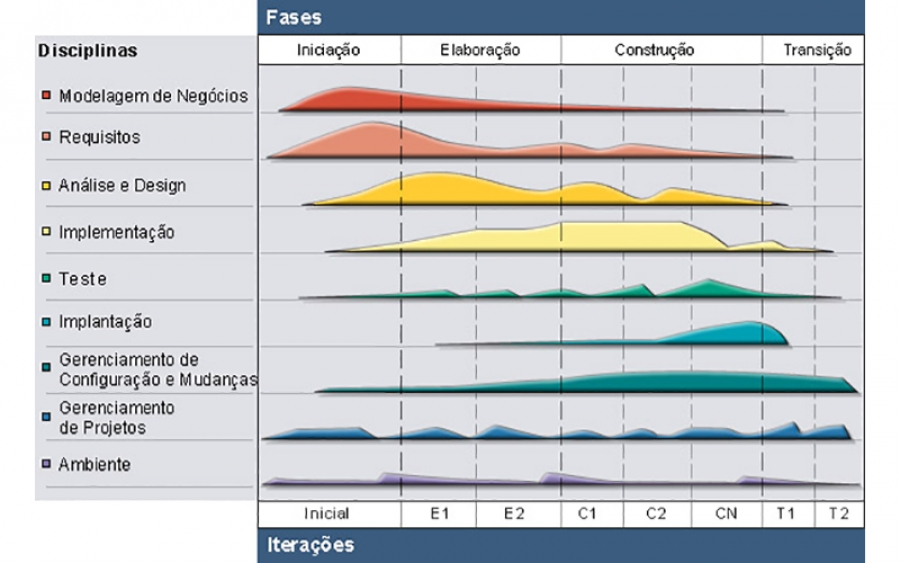 Fases
Disciplinas
Iniciação Elaboração Construção Transição
Modelagem de Negócios
Requisitos
Análise e Design
Implementação
Teste
Implantação
Gerenciamento de
Configuração e Mudanças
Gerenciamento
de Projetos
Ambiente
Inicial E1 E2 C1 C2 CN T1 T2
Iterações